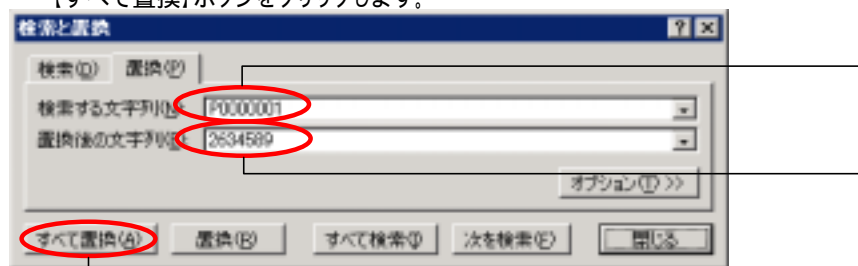 【すべて置換】ボタンをクリックします。
検索と置換
検索(D) 置換(P)
検索する文字列(N): P0000001
置換後の文字列(E): 2634589
オプション(T) >>
すべて置換(A) 置換(R) すべて検索(I) 次を検索(F) 閉じる